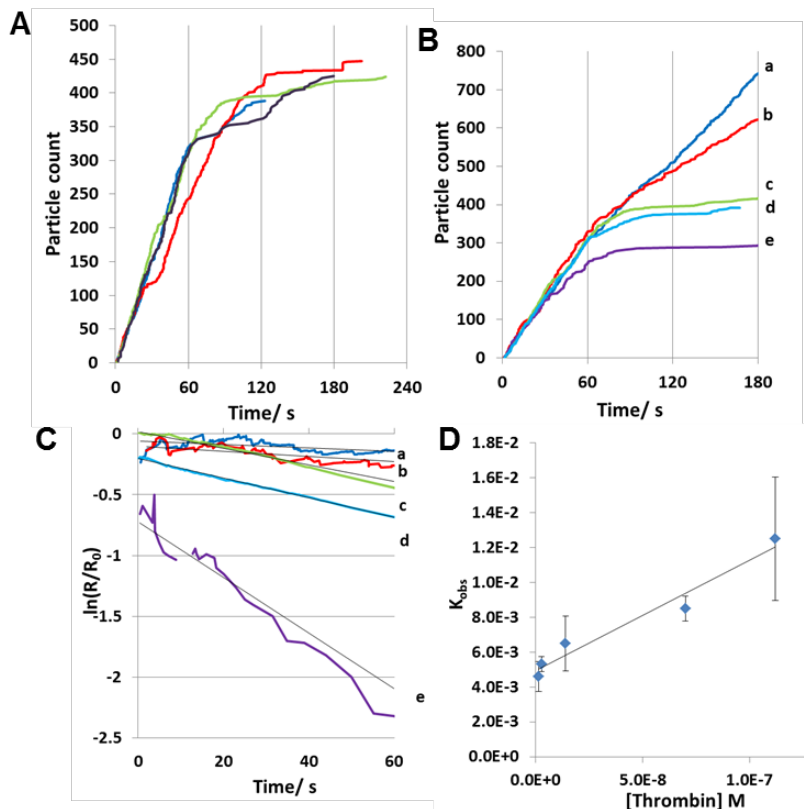 A
500
450
400
350
300
250
200
150
100
50
0
Particle count
0 60 120 180 240
Time/ s
B
800
700
600
500
400
300
200
100
0
Particle count
a
b
c
d
e
0 60 120 180
Time/ s
C
0
-0.5
-1
-1.5
-2
-2.5
ln(R/R0)
a
b
c
d
e
0 20 40 60
Time/ s
D
1.8E-2
1.6E-2
1.4E-2
1.2E-2
1.0E-2
8.0E-3
6.0E-3
4.0E-3
2.0E-3
0.0E+0
Kobs
0.0E+0 5.0E-8 1.0E-7
[Thrombin] M